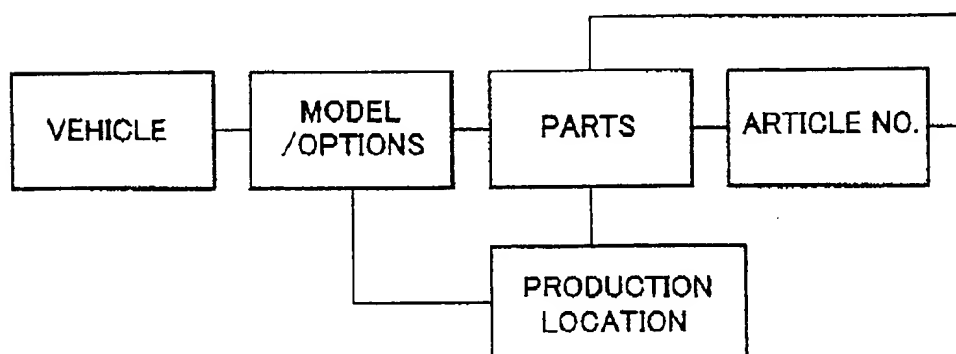 VEHICLE
MODEL
/OPTIONS
PARTS
ARTICLE NO.
PRODUCTION
LOCATION